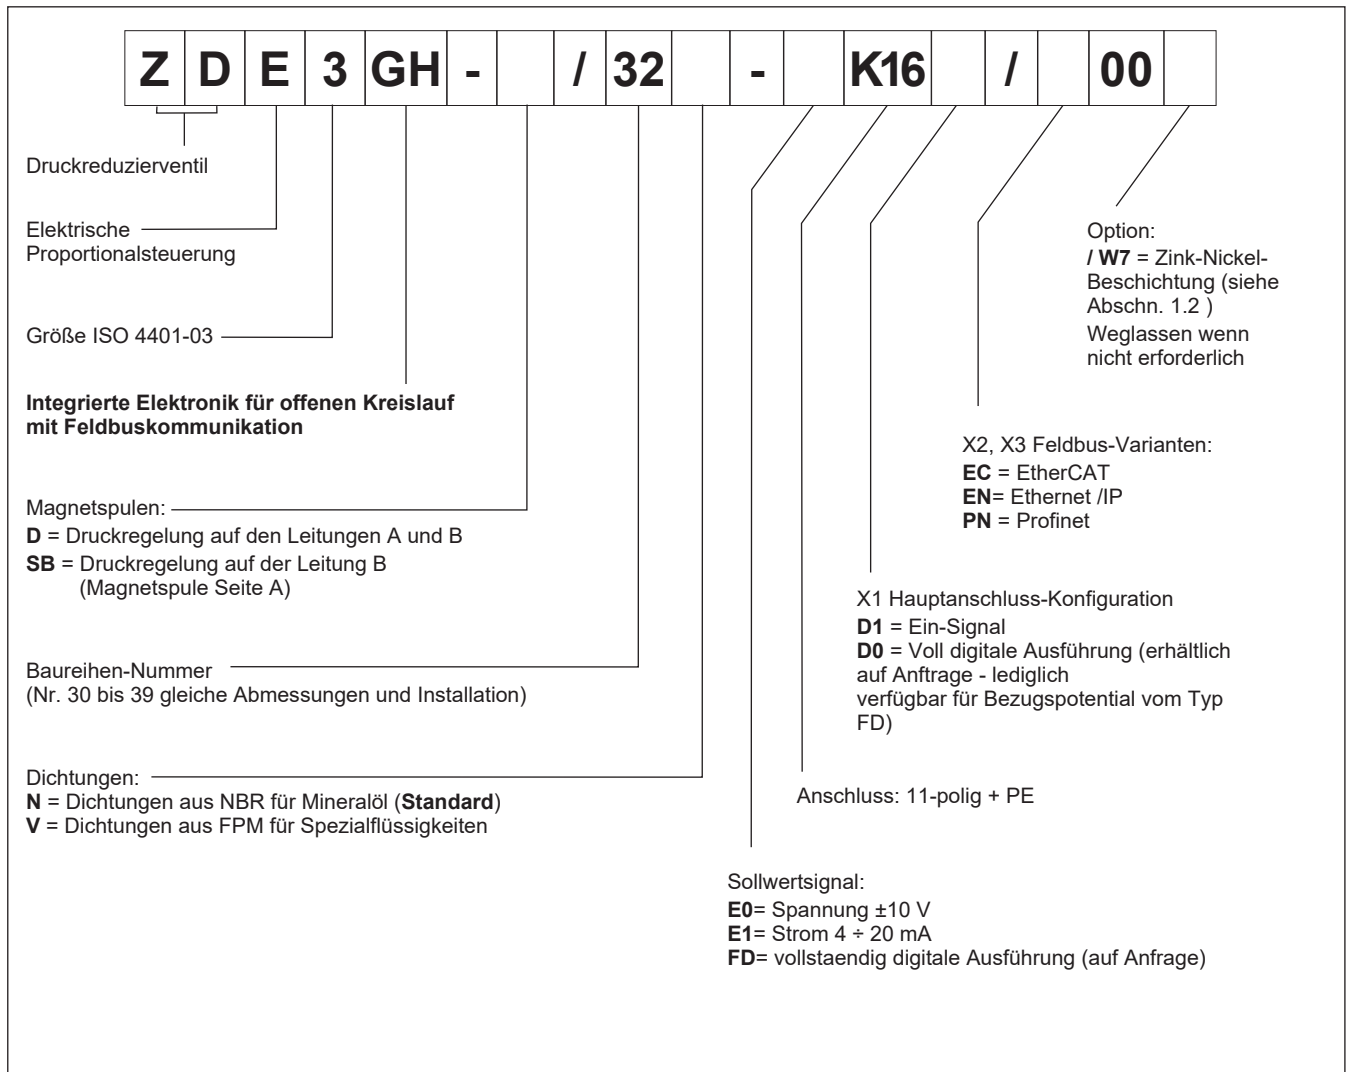 Z D E 3 GH - / 32 - K16 / 00
Druckreduzierventil
Elektrische
Proportionalsteuerung
Größe ISO 4401-03
Integrierte Elektronik für offenen Kreislauf
mit Feldbuskommunikation
Magnetspulen:
D = Druckregelung auf den Leitungen A und B
SB = Druckregelung auf der Leitung B
(Magnetspule Seite A)
Baureihen-Nummer
(Nr. 30 bis 39 gleiche Abmessungen und Installation)
Dichtungen:
N = Dichtungen aus NBR für Mineralöl (Standard)
V = Dichtungen aus FPM für Spezialflüssigkeiten
Option:
/ W7 = Zink-Nickel-
Beschichtung (siehe
Abschn. 1.2 )
Weglassen wenn
nicht erforderlich
X2, X3 Feldbus-Varianten:
EC = EtherCAT
EN= Ethernet /IP
PN = Profinet
X1 Hauptanschluss-Konfiguration
D1 = Ein-Signal
D0 = Voll digitale Ausführung (erhältlich
auf Anftrage - lediglich
verfügbar für Bezugspotential vom Typ
FD)
Anschluss: 11-polig + PE
Sollwertsignal:
E0= Spannung ±10 V
E1= Strom 4 ÷ 20 mA
FD= vollstaendig digitale Ausführung (auf Anfrage)